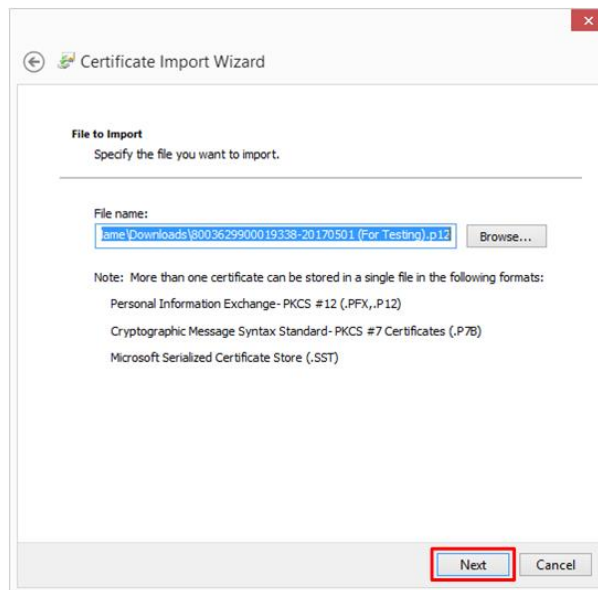 Certificate Import Wizard
File to Import
Specify the file you want to import.
File name:
ame\Downloads\8003629900019338-20170501 (For Testing).p12
Browse...
Note: More than one certificate can be stored in a single file in the following formats:
Personal Information Exchange- PKCS #12 (.PFX,.P12)
Cryptographic Message Syntax Standard- PKCS #7 Certificates (.P7B)
Microsoft Serialized Certificate Store (.SST)
Next
Cancel